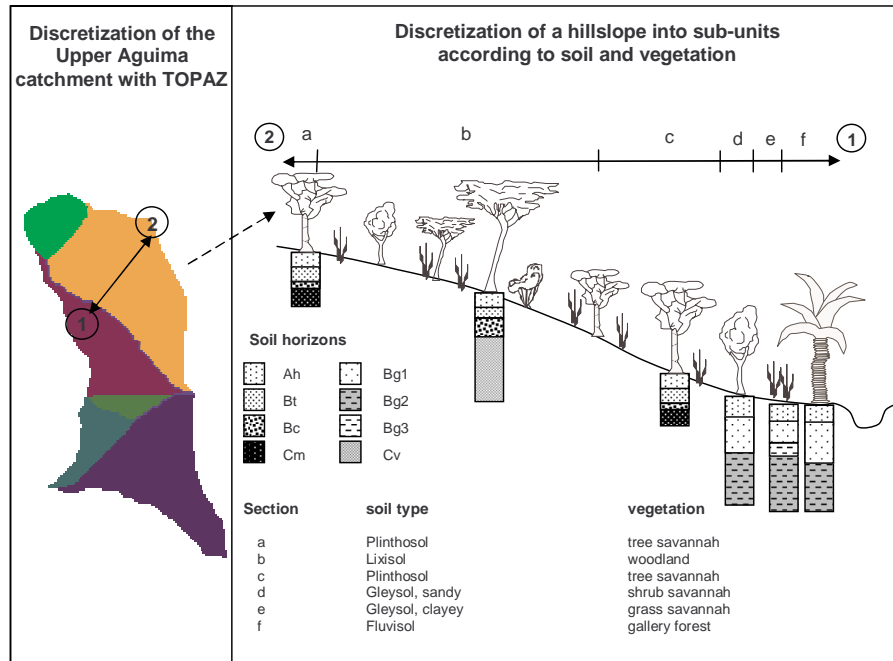 Discretization of the
Upper Aguima
catchment with TOPAZ
2
1
Discretization of a hillslope into sub-units
according to soil and vegetation
2 a b c d e f 1
Soil horizons
Ah Bg1
Bt Bg2
Bc Bg3
Cm Cv
Section soil type vegetation
a Plinthosol tree savannah
b Lixisol woodland
c Plinthosol tree savannah
d Gleysol, sandy shrub savannah
e Gleysol, clayey grass savannah
f Fluvisol gallery forest